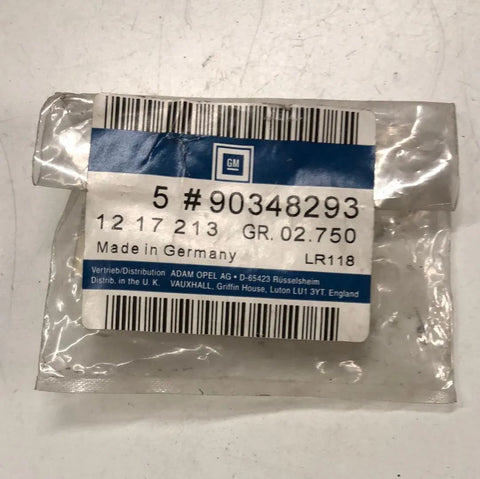 GM
5 #90348293
12 17 213 GR. 02.750
Made in Germany LR118
Vertrieb/Distribution ADAM OPEL AG • D-65423 Rüsselsheim
Distrib. in the U. K. VAUXHALL, Griffin House, Luton LU1 3YT. England